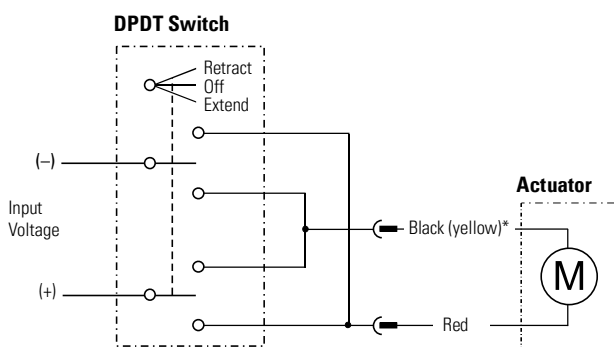 DPDT Switch
Retract
Off
Extend
(–)
Input
Voltage
(+)
Black (yellow)*
Red
Actuator
M